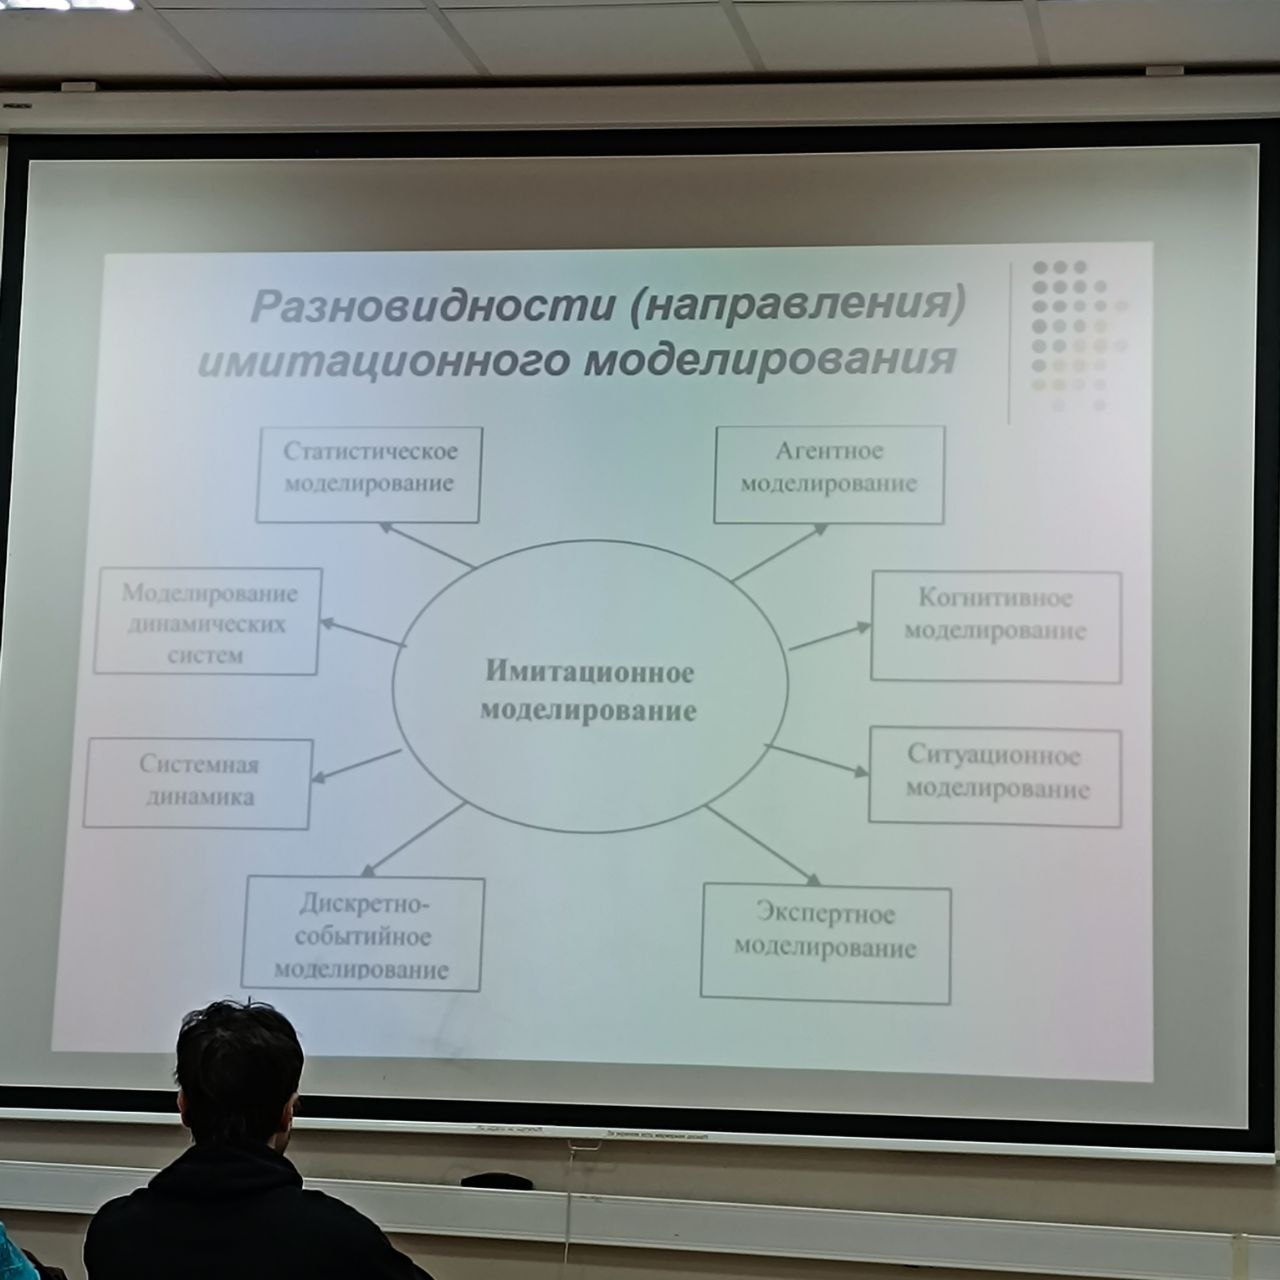 Разновидности (направления)
имитационного моделирования
Статистическое
моделирование
Агентное
моделирование
Моделирование
динамических
систем
Когнитивное
моделирование
Имитационное
моделирование
Системная
динамика
Ситуационное
моделирование
Дискретно-
событийное
моделирование
Экспертное
моделирование